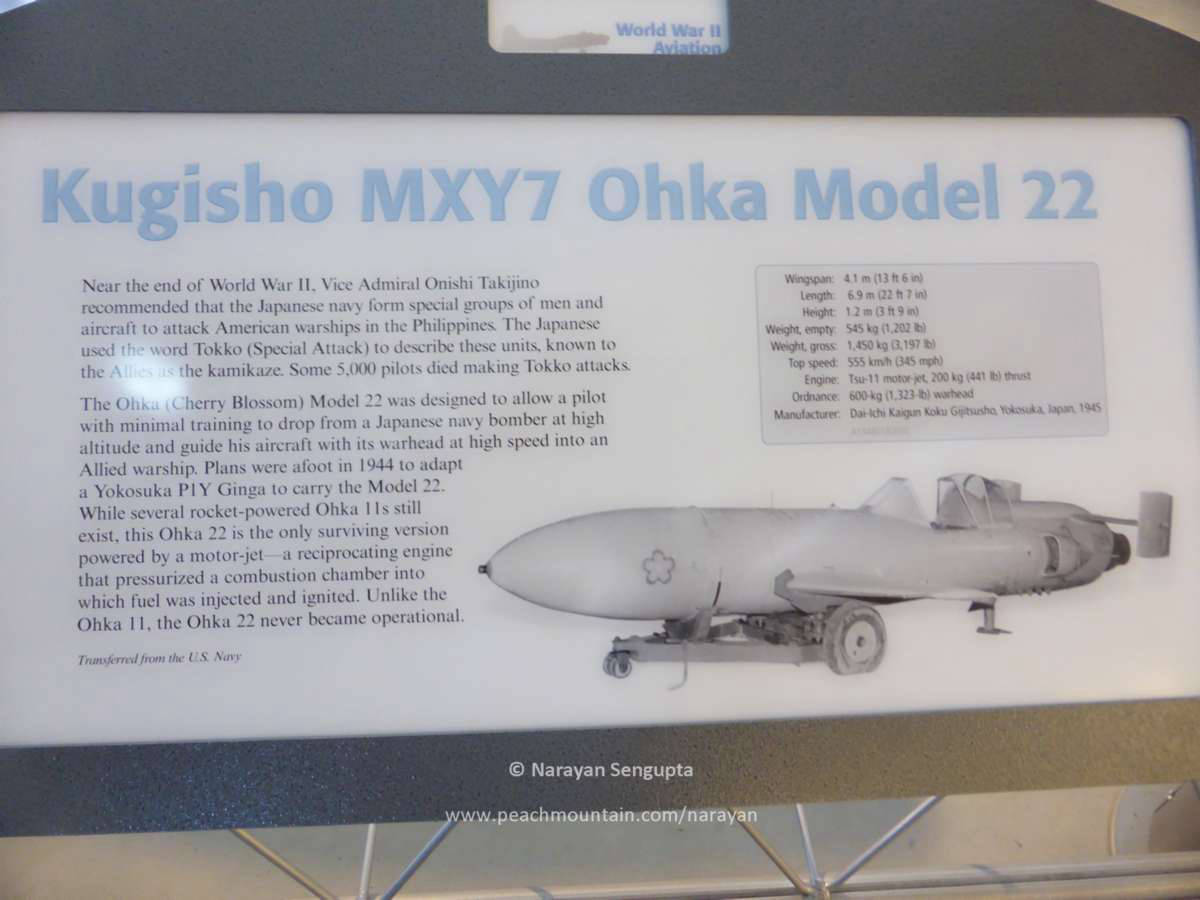 World War II
Aviation
Kugisho MXY7 Ohka Model 22
Near the end of World War II, Vice Admiral Onishi Takijino
recommended that the Japanese navy form special groups of men and
aircraft to attack American warships in the Philippines. The Japanese
used the word Tokko (Special Attack) to describe these units, known to
the Allies as the kamikaze. Some 5,000 pilots died making Tokko attacks.
The Ohka (Cherry Blossom) Model 22 was designed to allow a pilot
with minimal training to drop from a Japanese navy bomber at high
altitude and guide his aircraft with its warhead at high speed into an
Allied warship. Plans were afoot in 1944 to adapt
a Yokosuka P1Y Ginga to carry the Model 22.
While several rocket-powered Ohka 11s still
exist, this Ohka 22 is the only surviving version
powered by a motor-jet—a reciprocating engine
that pressurized a combustion chamber into
which fuel was injected and ignited. Unlike the
Ohka 11, the Ohka 22 never became operational.
Transferred from the U.S. Navy
Wingspan: 4.1 m (13 ft 6 in)
Length: 6.9 m (22 ft 7 in)
Height: 1.2 m (3 ft 9 in)
Weight, empty: 545 kg (1,202 lb)
Weight, gross: 1,450 kg (3,197 lb)
Top speed: 555 km/h (345 mph)
Engine: Tsu-11 motor-jet, 200 kg (441 lb) thrust
Ordnance: 600-kg (1,323-lb) warhead
Manufacturer: Dai-Ichi Kaigun Koku Gijitsusho, Yokosuka, Japan, 1945
© Narayan Sengupta
www.peachmountain.com/narayan